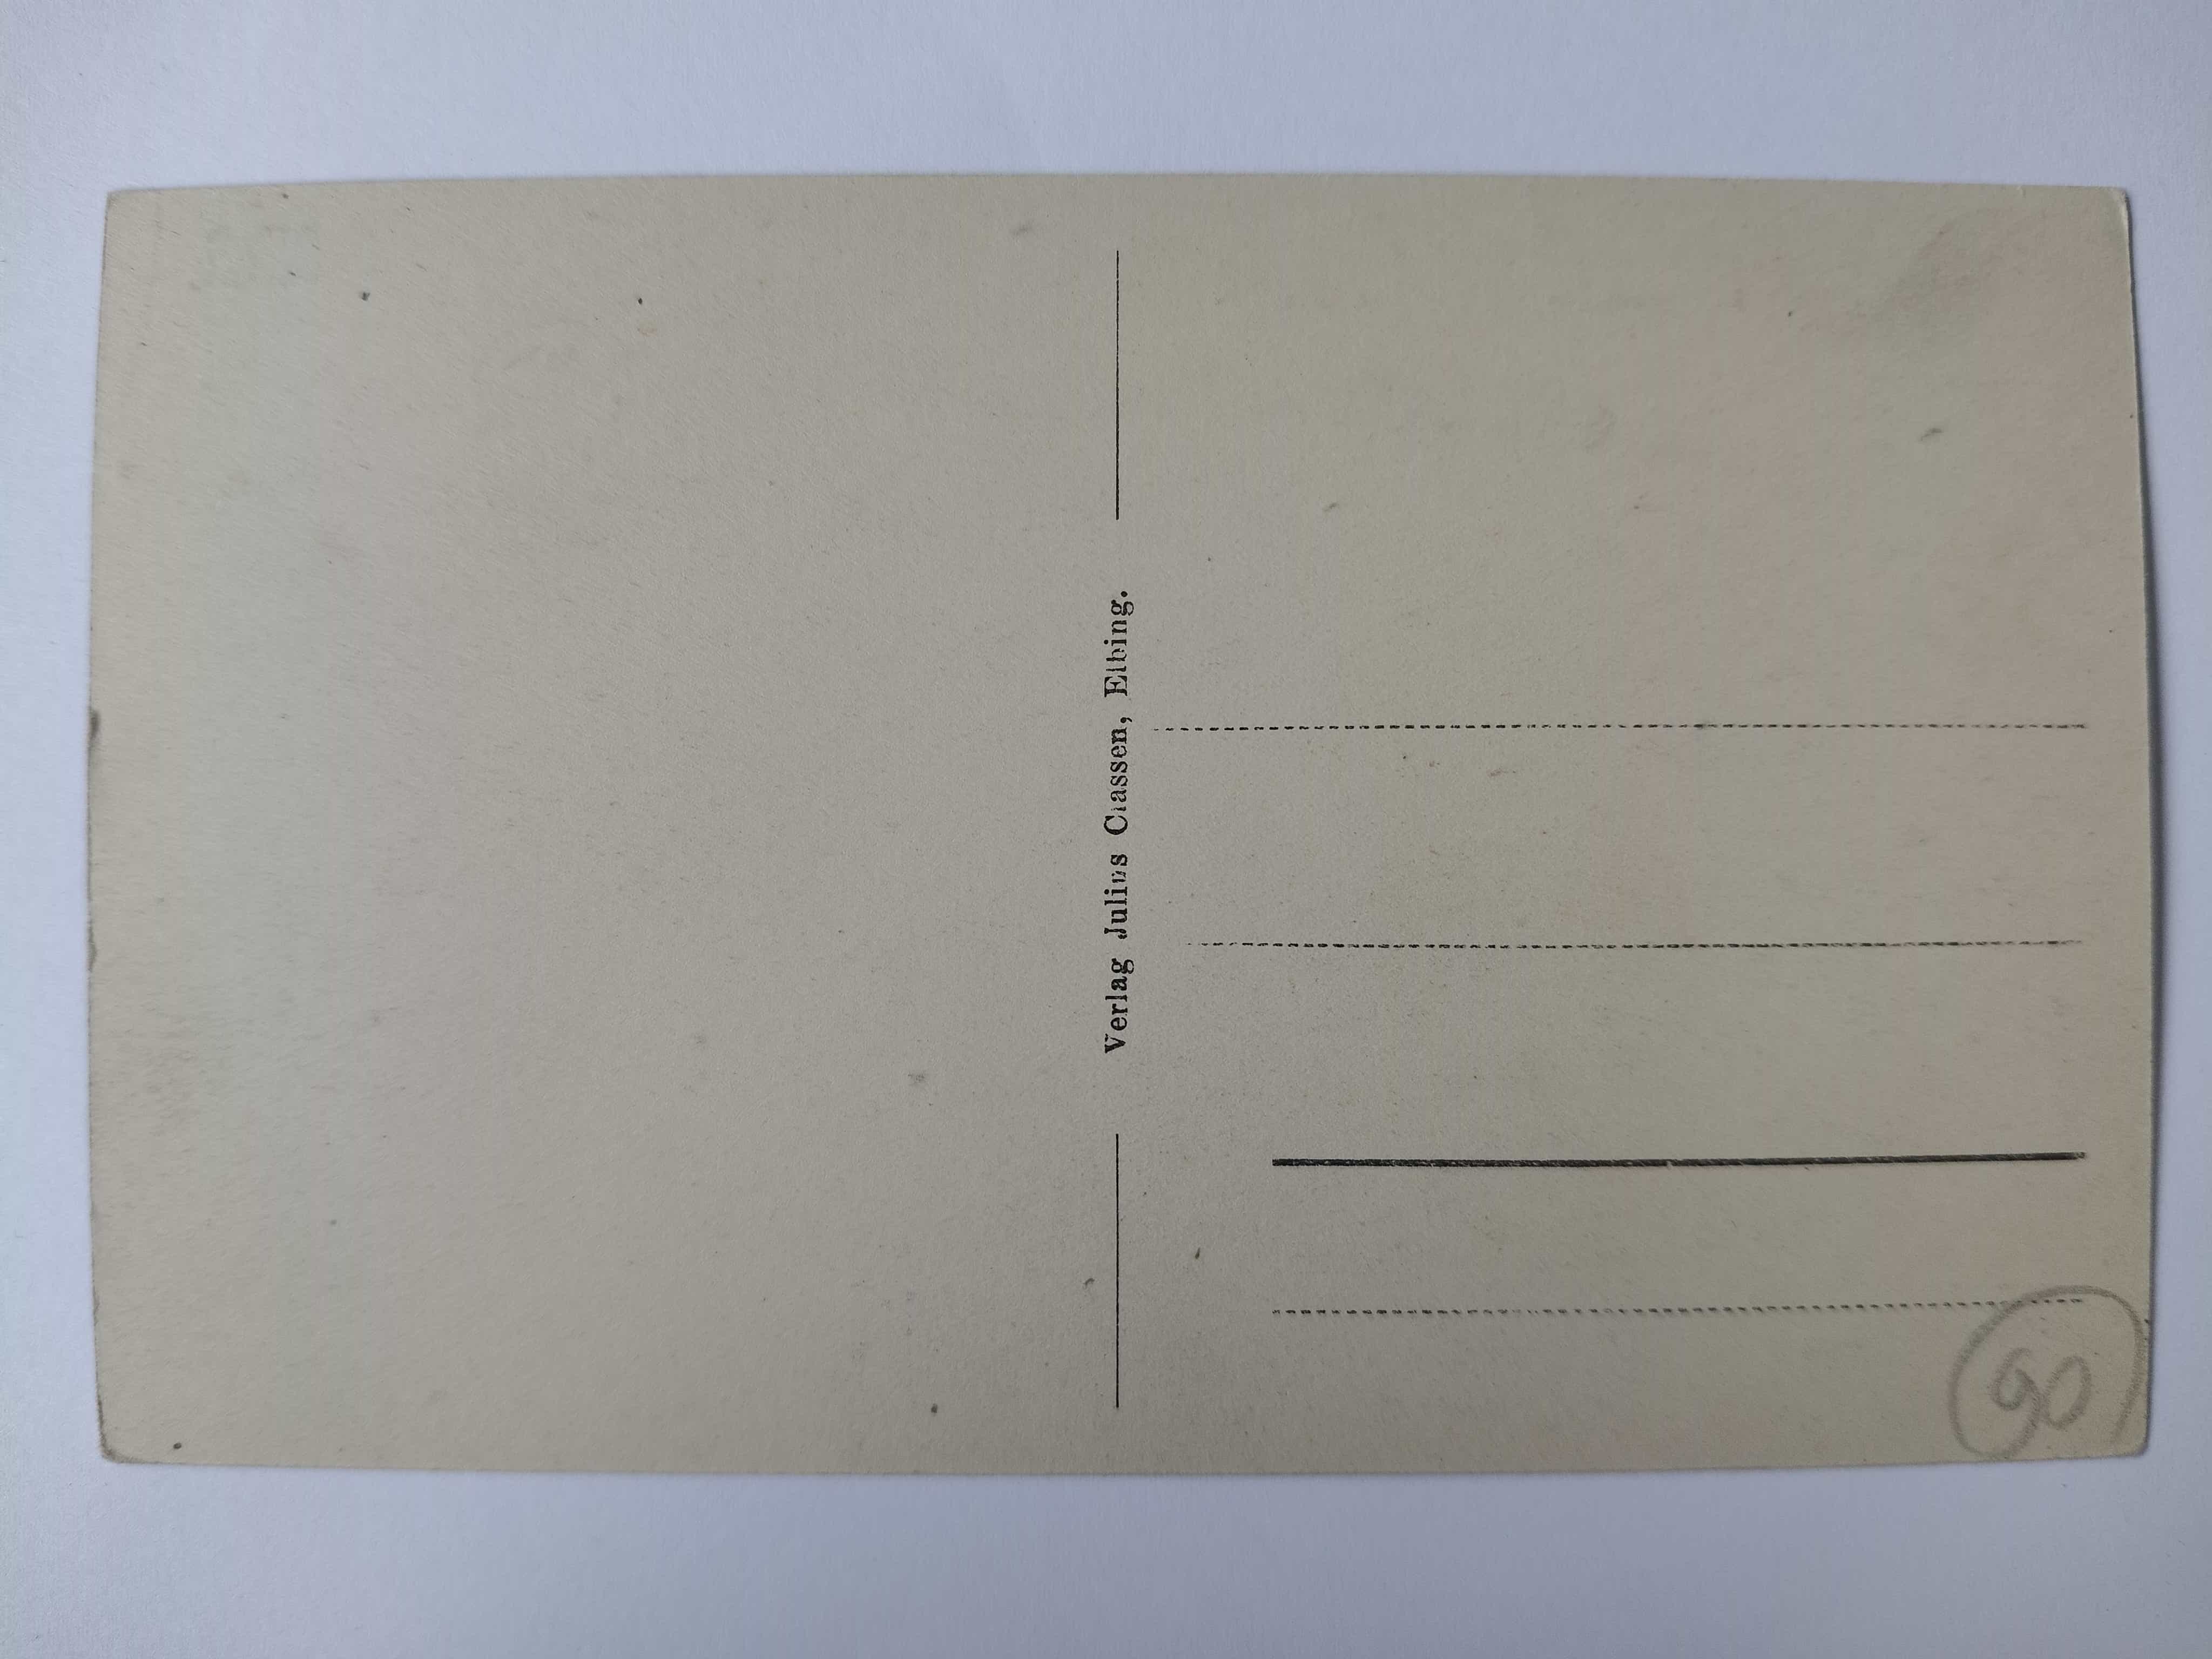 Verlag Julius Classen, Elbing.
90